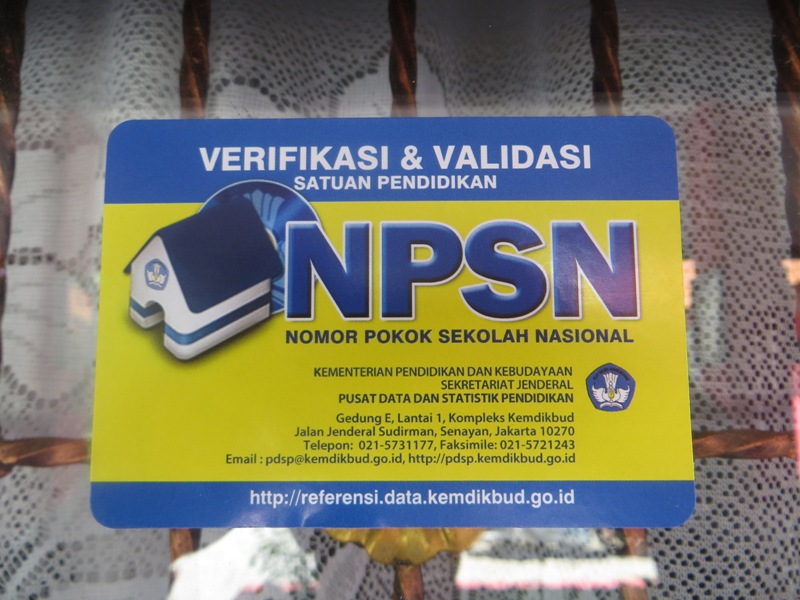 VERIFIKASI & VALIDASI
SATUAN PENDIDIKAN
NPSN
NOMOR POKOK SEKOLAH NASIONAL
KEMENTERIAN PENDIDIKAN DAN KEBUDAYAAN
SEKRETARIAT JENDERAL
PUSAT DATA DAN STATISTIK PENDIDIKAN
Gedung E, Lantai 1, Kompleks Kemdikbud
Jalan Jenderal Sudirman, Senayan, Jakarta 10270
Telepon: 021-5731177, Faksimile: 021-5721243
Email : pdsp@kemdikbud.go.id, http://pdsp.kemdikbud.go.id
http://referensi.data.kemdikbud.go.id